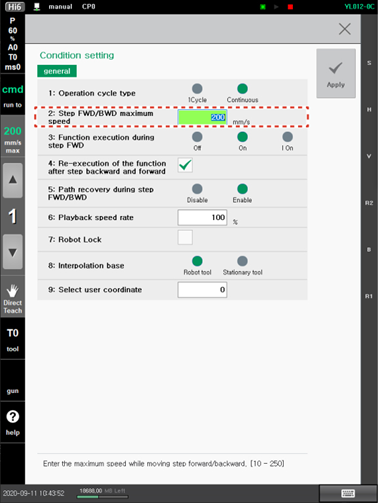 Hi6 manual CP0 YL012-0C
P
60
%
A0
T0
ms0
cmd
run to
200
mm/s
max
1
Direct
Teach
T0
tool
gun
?
help
Condition setting
general
1: Operation cycle type
1Cycle Continuous
2: Step FWD/BWD maximum
speed
200 mm/s
3: Function execution during
step FWD
Off On I On
4: Re-execution of the function
after step backward and forward
5: Path recovery during step
FWD/BWD
Disable Enable
6: Playback speed rate
100 %
7: Robot Lock
8: Interpolation base
Robot tool Stationary tool
9: Select user coordinate
0
Apply
S
H
V
R2
B
R1
Enter the maximum speed while moving step forward/backward. [10 - 250]
2020-09-11 10:43:52 18698.00 MB Left